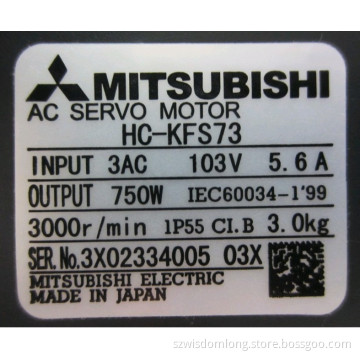 MITSUBISHI
AC SERVO MOTOR
HC-KFS73
INPUT 3AC 103V 5.6A
OUTPUT 750W IEC60034-1'99
3000r/min 1P55 CI.B 3.0kg
SER.No.3X02334005 03X
MITSUBISHI ELECTRIC
MADE IN JAPAN
szwisdomlong.store.bossgoo.com